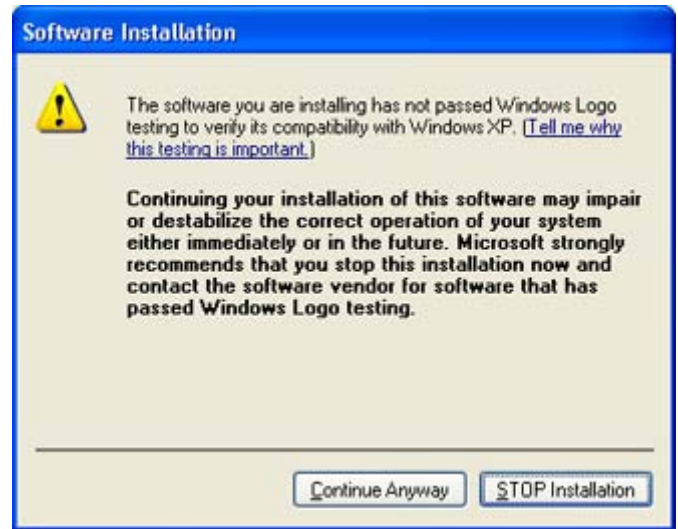 Software Installation
The software you are installing has not passed Windows Logo
testing to verify its compatibility with Windows XP. (Tell me why
this testing is important.)
Continuing your installation of this software may impair
or destabilize the correct operation of your system
either immediately or in the future. Microsoft strongly
recommends that you stop this installation now and
contact the software vendor for software that has
passed Windows Logo testing.
Continue Anyway
STOP Installation